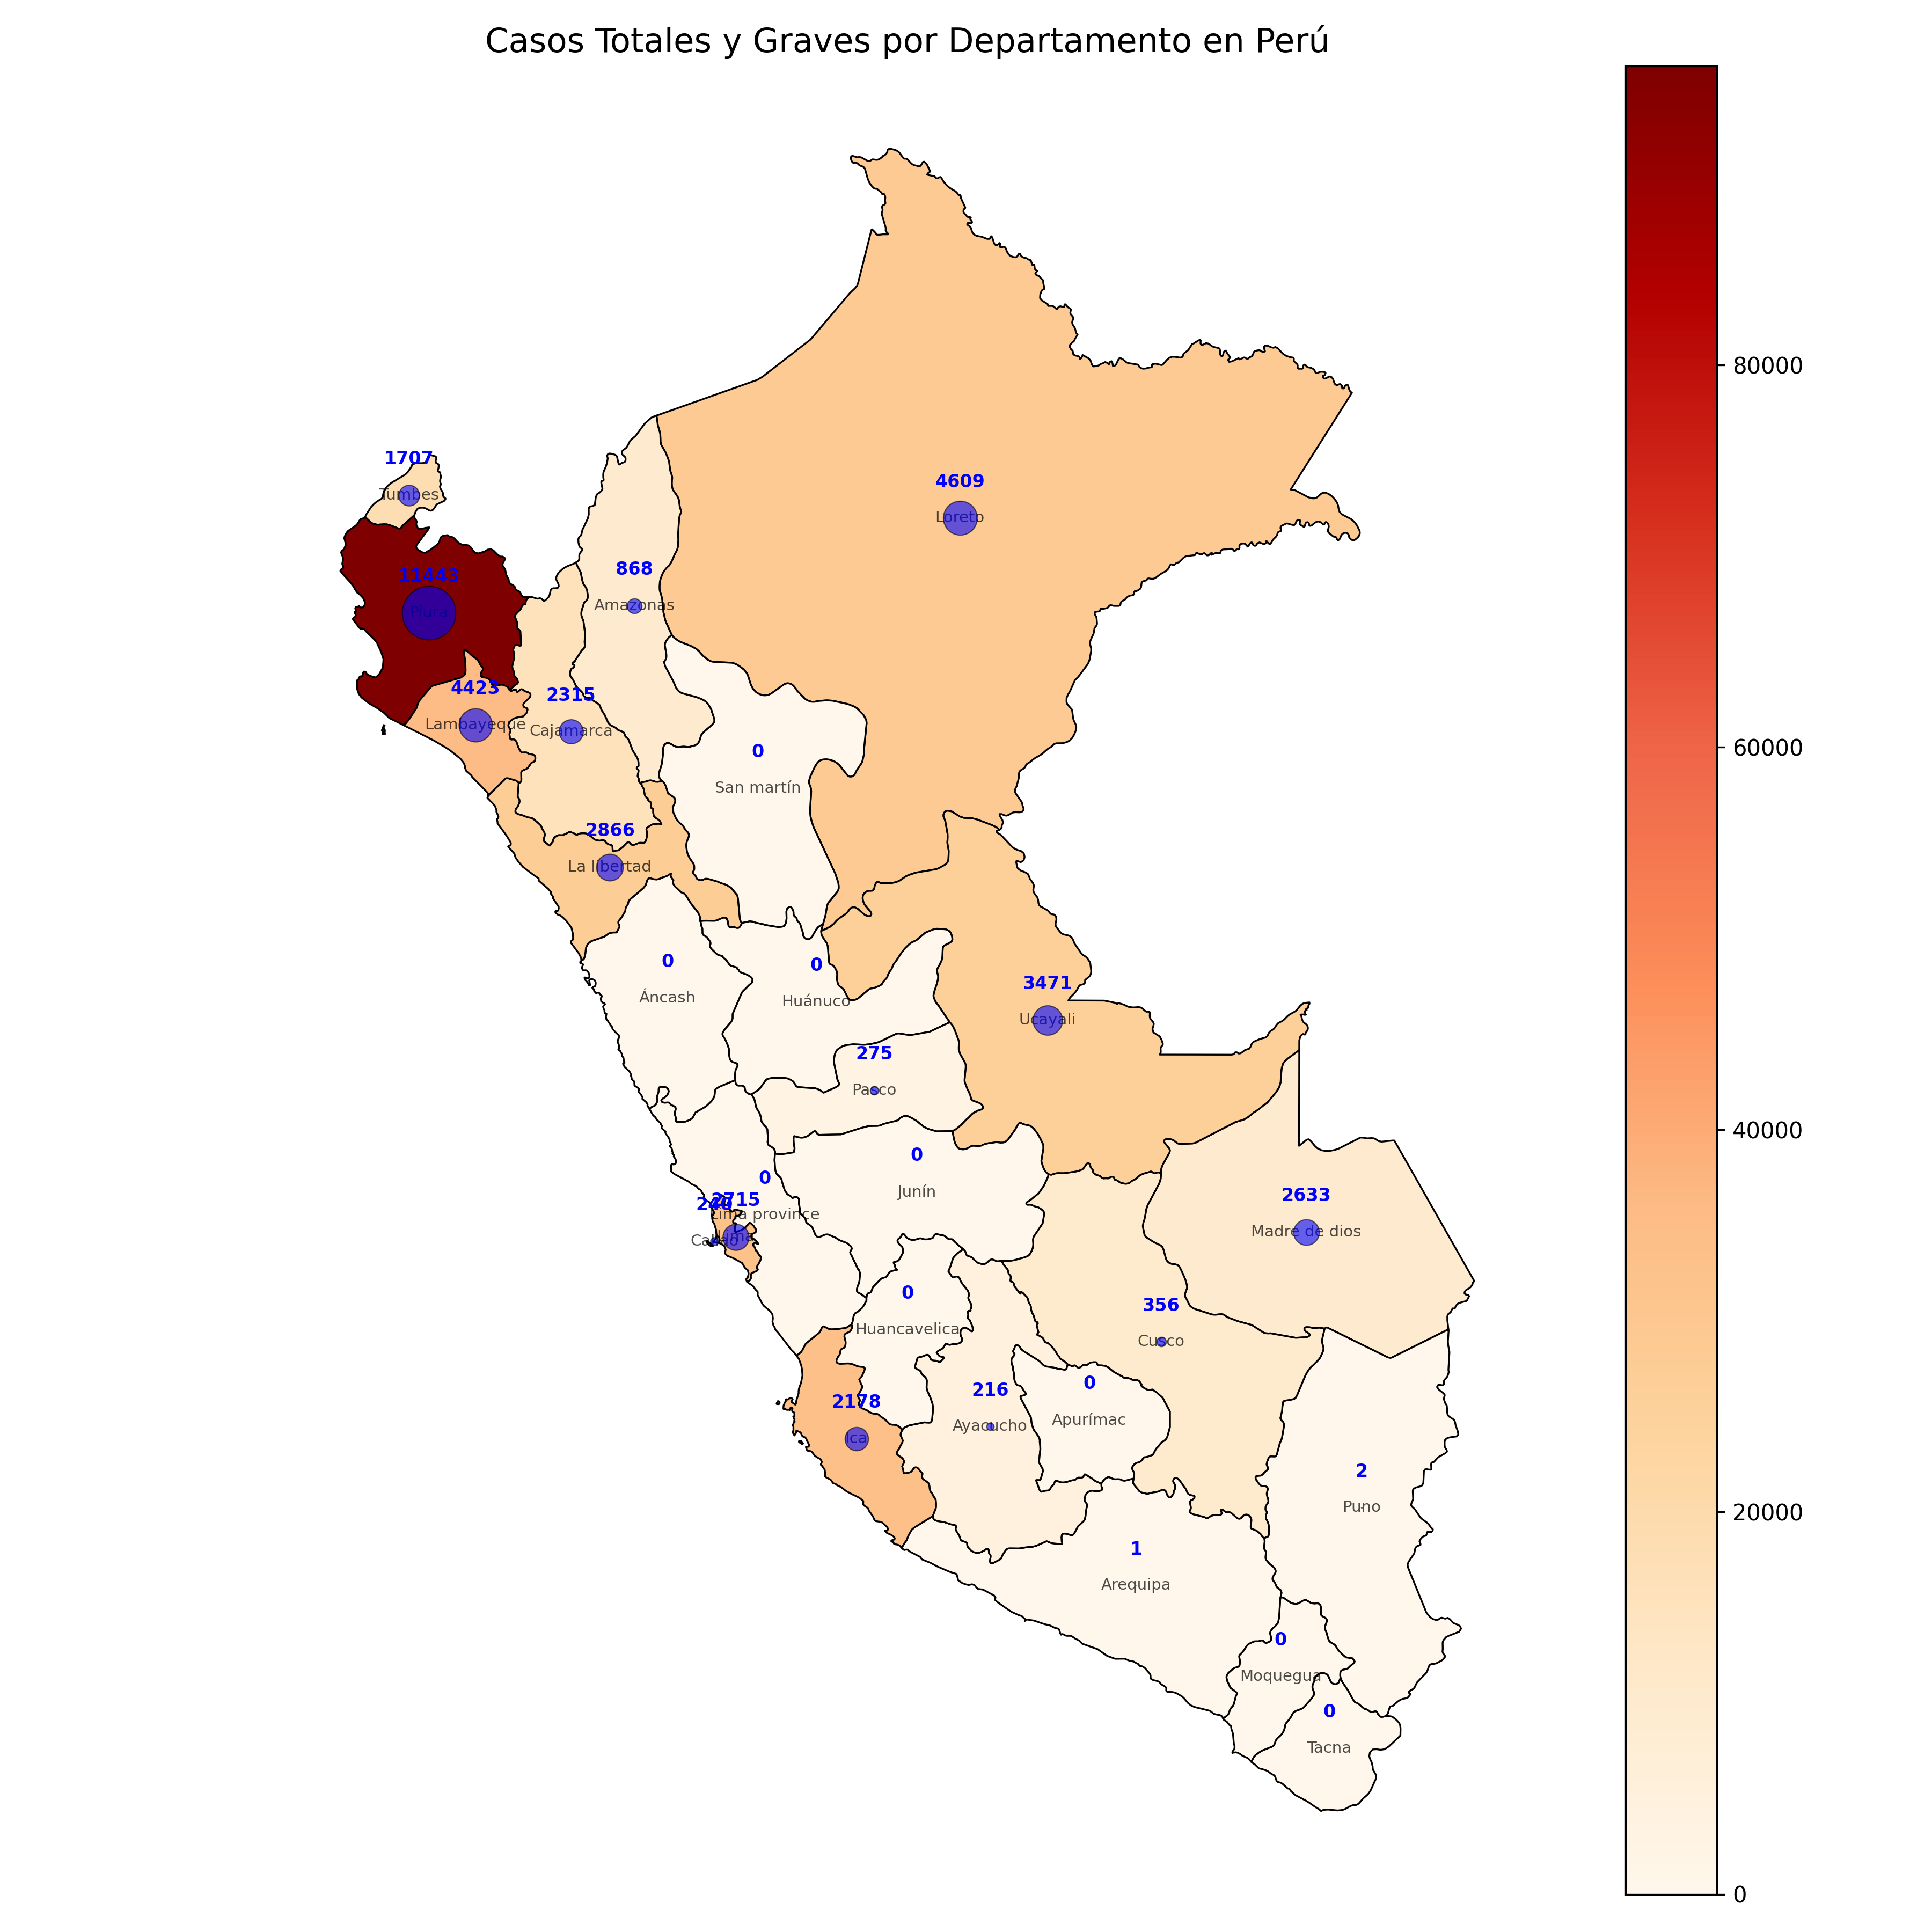 Casos Totales y Graves por Departamento en Perú
80000
60000
40000
20000
0
1707
Tumbes
4609
Loreto
11443
Piura
868
Amazonas
4423
Lambayeque
2315
Cajamarca
0
San martín
2866
La libertad
0
Áncash
0
Huánuco
3471
Ucayali
275
Pasco
0
Junín
0
Lima province
240
Callao
2715
Lima
2633
Madre de dios
0
Huancavelica
356
Cusco
2178
Ica
216
Ayacucho
0
Apurímac
2
Puno
1
Arequipa
0
Moquegua
0
Tacna